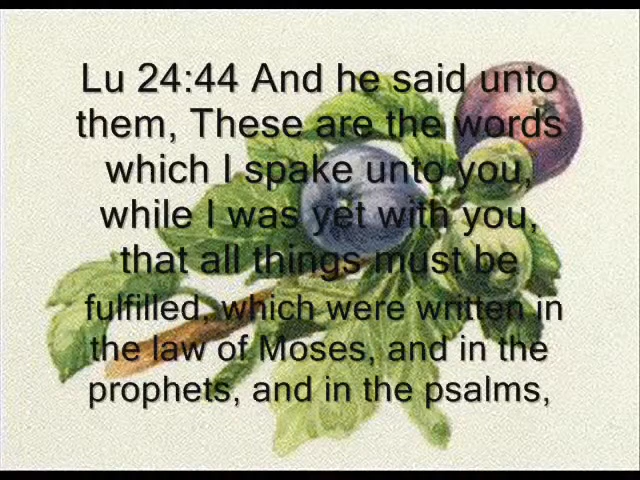 Lu 24:44 And he said unto
them, These are the words
which I spake unto you,
while I was yet with you,
that all things must be
fulfilled, which were written in
the law of Moses, and in the
prophets, and in the psalms,